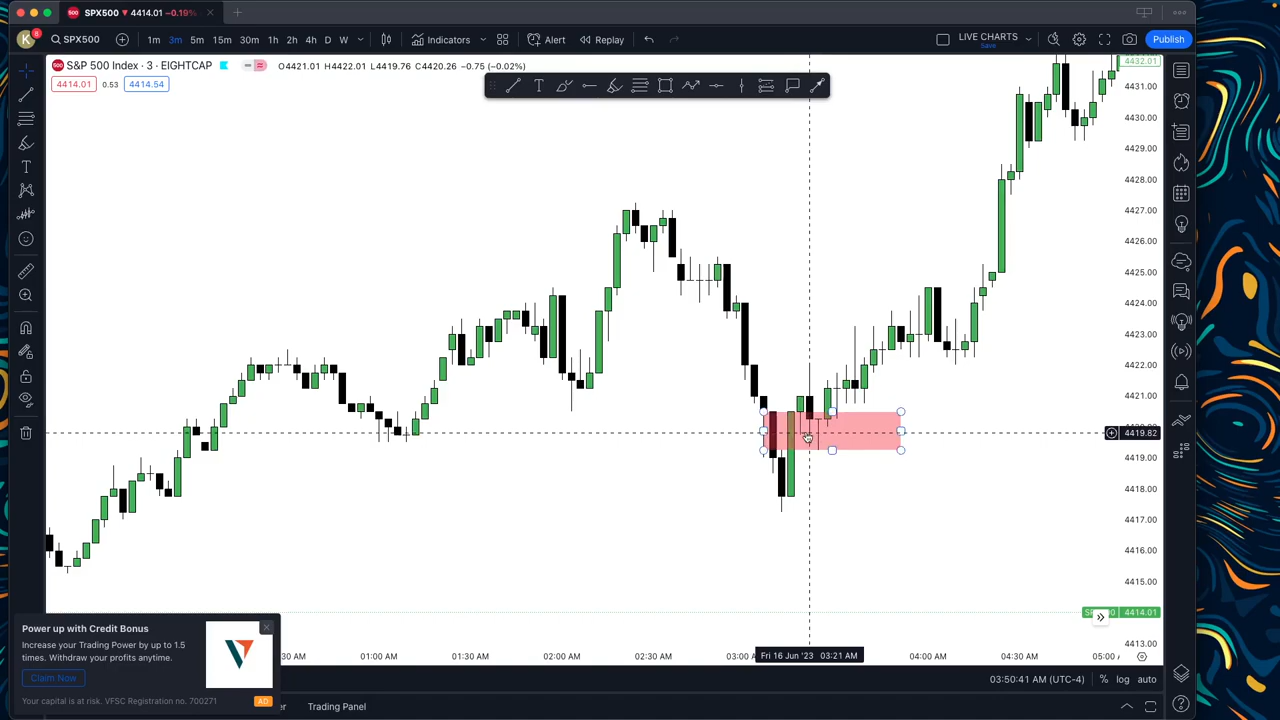 500 SPX500 ▼ 4414.01 −0.19%
K 8 SPX500 1m 3m 5m 15m 30m 1h 2h 4h D W Indicators Alert Replay LIVE CHARTS Save Publish
500 S&P 500 Index · 3 · EIGHTCAP O4421.01 H4422.01 L4419.76 C4420.26 −0.75 (−0.02%)
4414.01 0.53 4414.54
4432.01
4431.00
4430.00
4429.00
4428.00
4427.00
4426.00
4425.00
4424.00
4423.00
4422.00
4421.00
4419.82
4419.00
4418.00
4417.00
4416.00
4415.00
4414.01
4413.00
Power up with Credit Bonus
Increase your Trading Power by up to 1.5
times. Withdraw your profits anytime.
Claim Now
Your capital is at risk. VFSC Registration no. 700271 AD
:30 AM 01:00 AM 01:30 AM 02:00 AM 02:30 AM 03:00 Fri 16 Jun '23 03:21 AM 04:00 AM 04:30 AM 05:00
03:50:41 AM (UTC-4) % log auto
Trading Panel